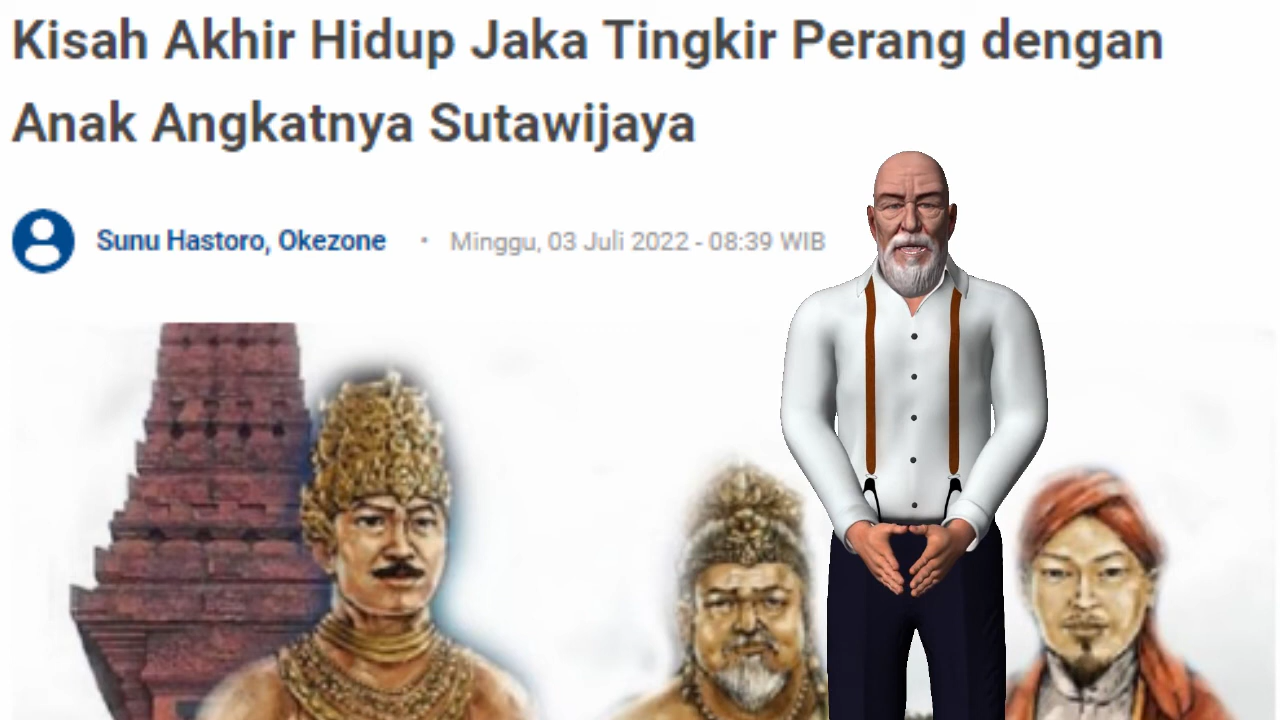 Kisah Akhir Hidup Jaka Tingkir Perang dengan
Anak Angkatnya Sutawijaya
Sunu Hastoro, Okezone • Minggu, 03 Juli 2022 - 08:39 WIB